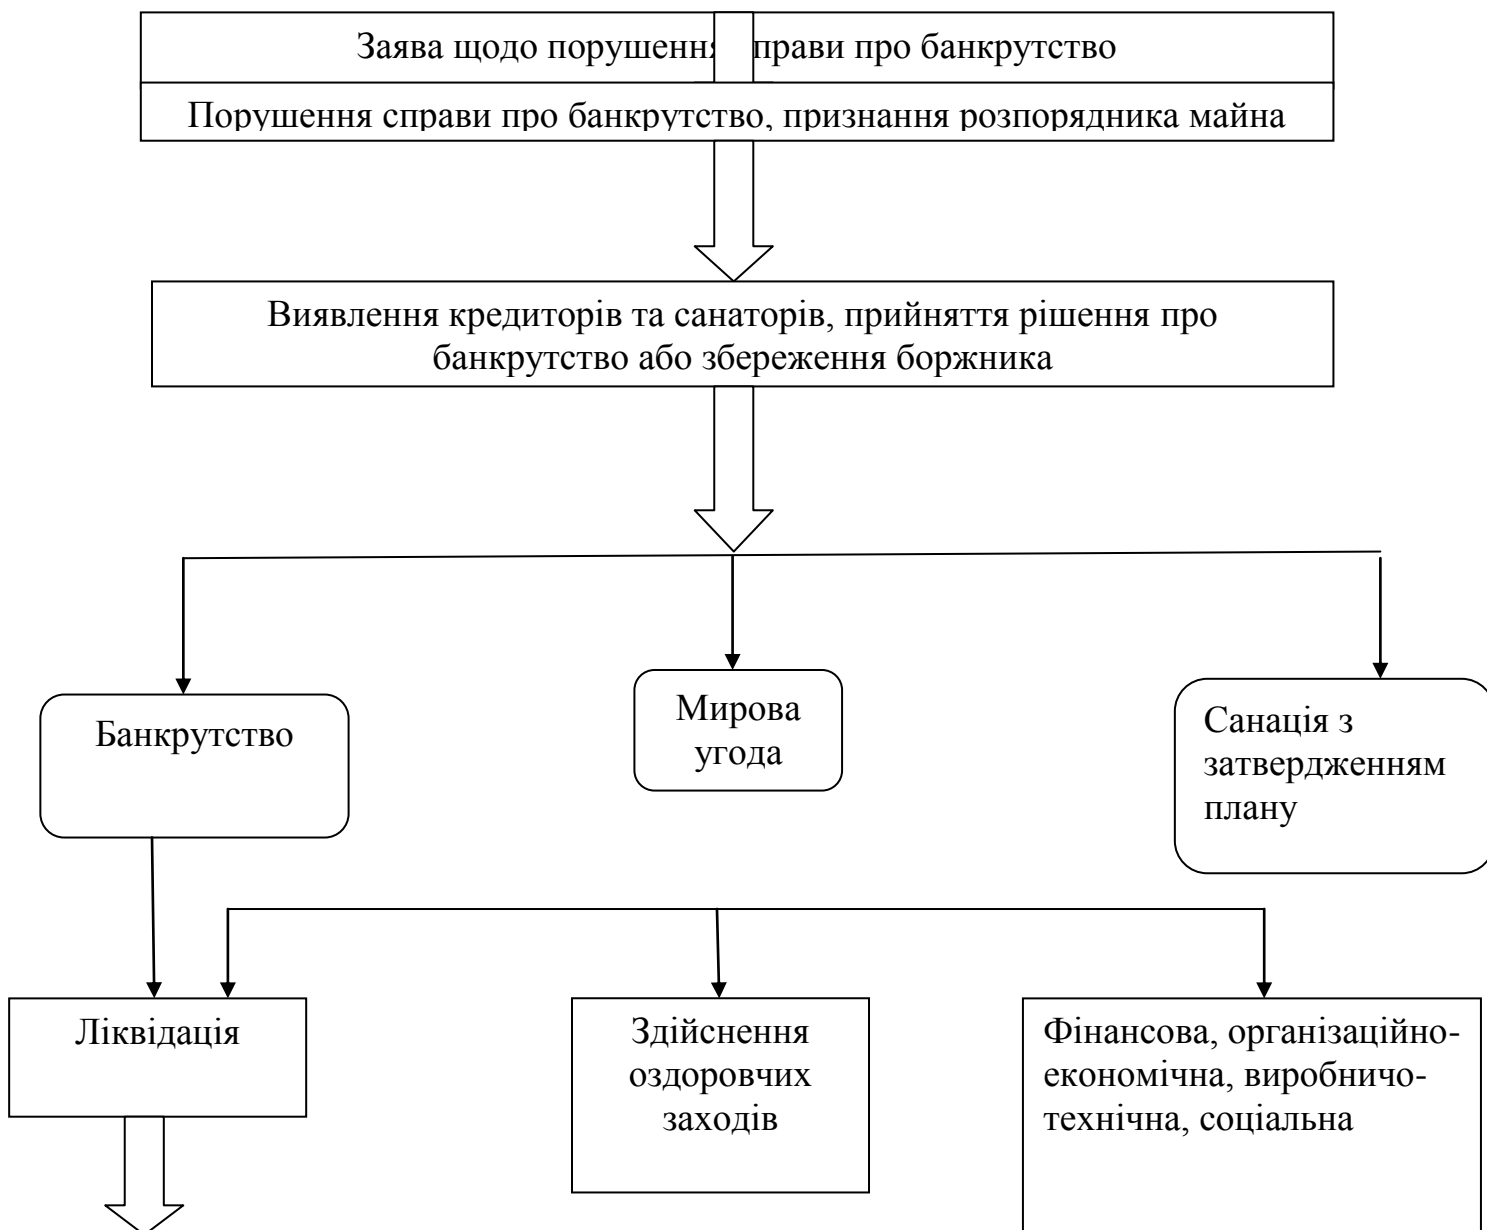 Заява щодо порушення прави про банкрутство
Порушення справи про банкрутство, признання розпорядника майна
Виявлення кредиторів та санаторів, прийняття рішення про
банкрутство або збереження боржника
Банкрутство
Мирова
угода
Санація з
затвердженням
плану
Ліквідація
Здійснення
оздоровчих
заходів
Фінансова, організаційно-
економічна, виробничо-
технічна, соціальна